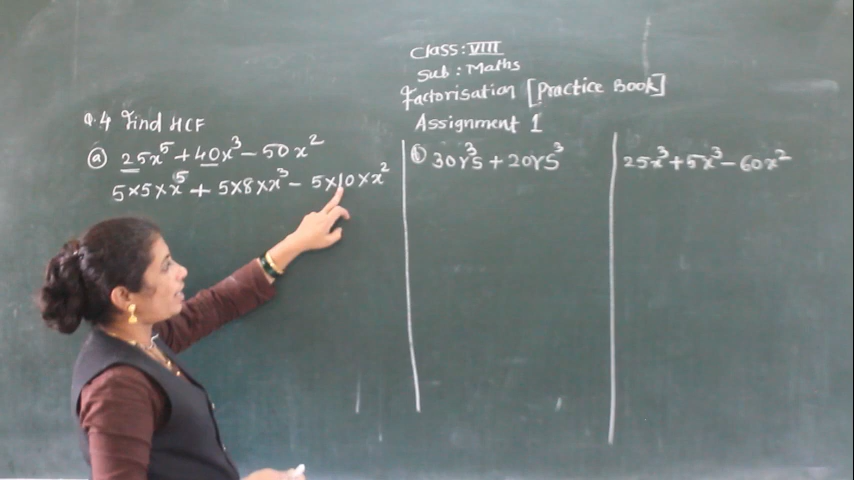 Class: VIII
Sub: Maths
Factorisation [Practice Book]
Assignment 1
Q.4 Find HCF
ⓐ 25x⁵ + 40x³ - 50x²
5×5×x⁵ + 5×8×x³ - 5×10×x²
ⓑ 30r³s + 20rs³
25x³ + 5x³ - 60x²